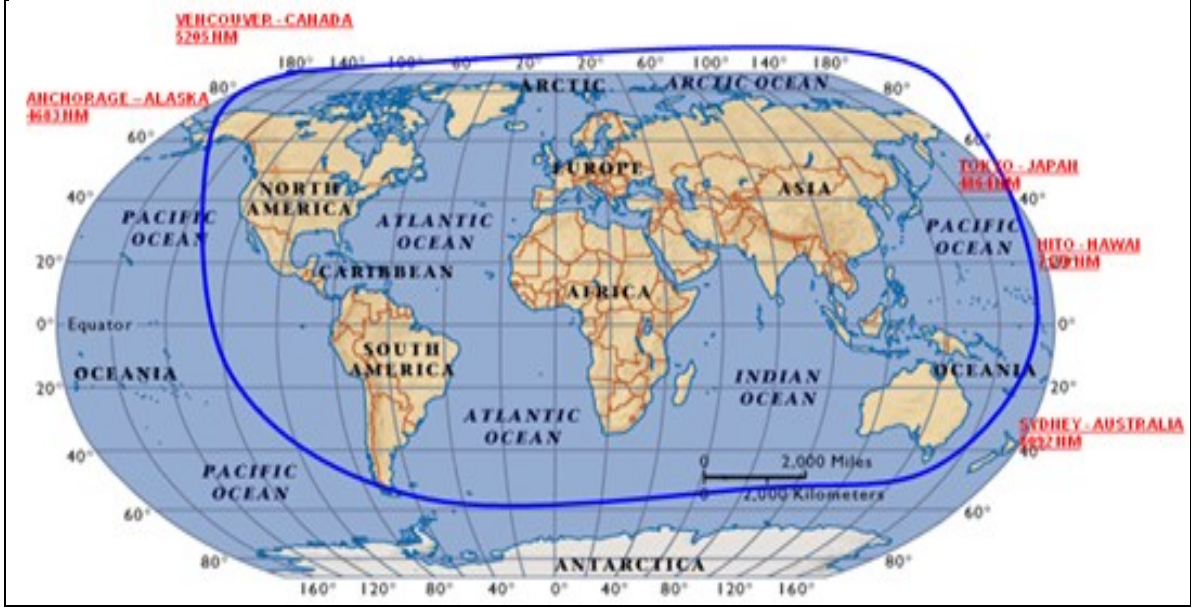 VENCOUVER - CANADA
5205 HM
180° 140° 100° 60° 20° 20° 60° 100° 140° 180°
ARCTIC
ARCTIC OCEAN
80° 80°
ANCHORAGE - ALASKA
4683 HM
60° 60°
TOKYO - JAPAN
EUROPE
ASIA
NORTH
AMERICA
40° 40°
PACIFIC
OCEAN
ATLANTIC
OCEAN
PACIFIC
OCEAN
HITO - HAWAI
20°
CARIBBEAN
AFRICA
0° Equator 0°
SOUTH
AMERICA
OCEANIA
OCEANIA
INDIAN
OCEAN
20° 20°
ATLANTIC
OCEAN
SYDNEY - AUSTRALIA
40° 40°
PACIFIC
OCEAN
0 2,000 Miles
0 2,000 Kilometers
60° 60°
80° 80°
ANTARCTICA
160° 120° 80° 40° 0° 40° 80° 120° 160°